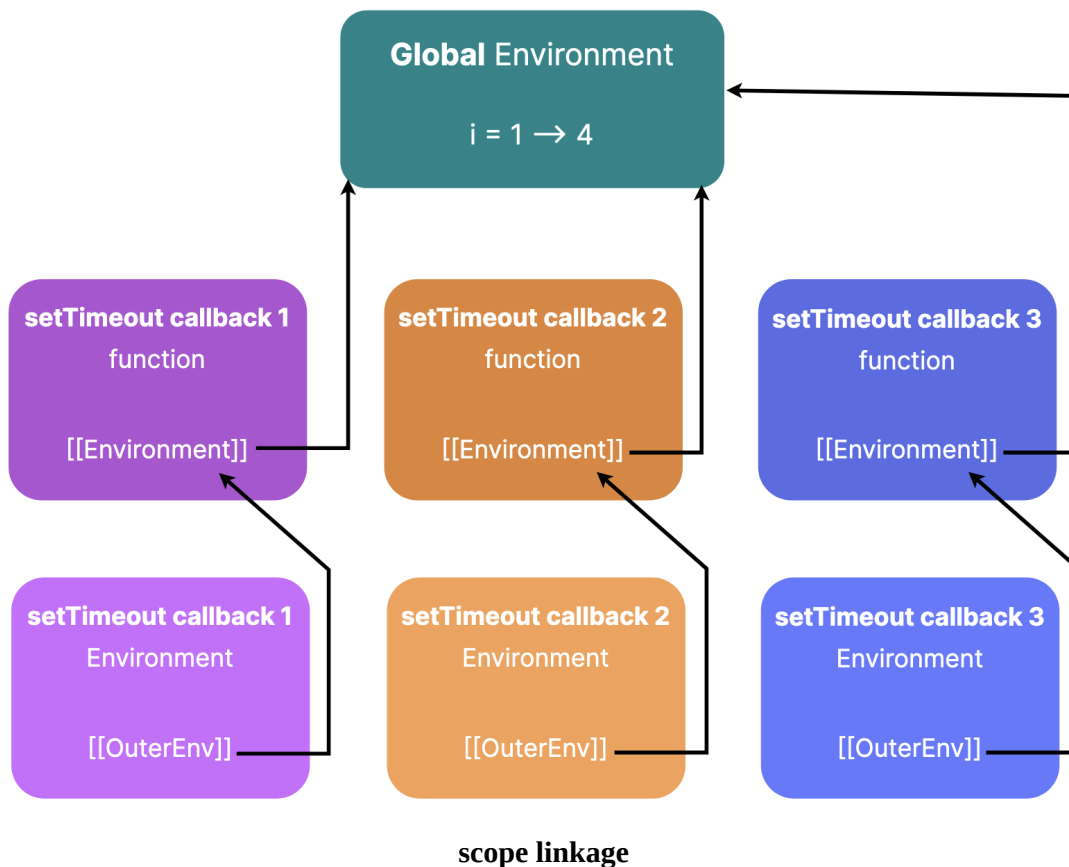 Global Environment
i = 1 → 4
setTimeout callback 1
function
[[Environment]]
setTimeout callback 2
function
[[Environment]]
setTimeout callback 3
function
[[Environment]]
setTimeout callback 1
Environment
[[OuterEnv]]
setTimeout callback 2
Environment
[[OuterEnv]]
setTimeout callback 3
Environment
[[OuterEnv]]
scope linkage